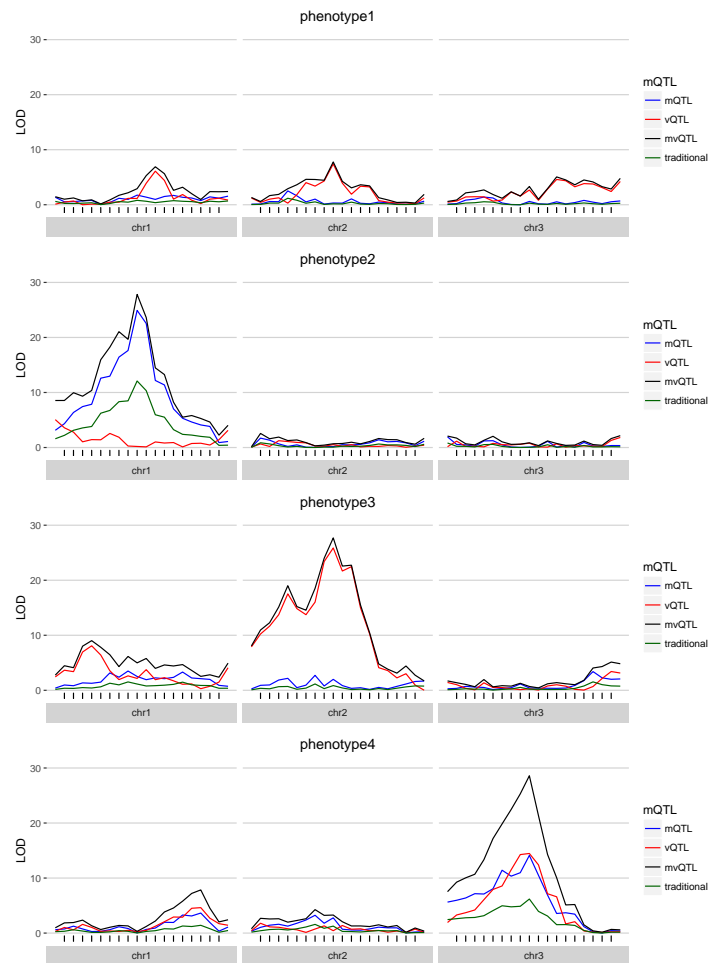 phenotype1
30
20
10
0
LOD
chr1
chr2
chr3
mQTL
mQTL
vQTL
mvQTL
traditional
phenotype2
30
20
10
0
LOD
chr1
chr2
chr3
mQTL
mQTL
vQTL
mvQTL
traditional
phenotype3
30
20
10
0
LOD
chr1
chr2
chr3
mQTL
mQTL
vQTL
mvQTL
traditional
phenotype4
30
20
10
0
LOD
chr1
chr2
chr3
mQTL
mQTL
vQTL
mvQTL
traditional